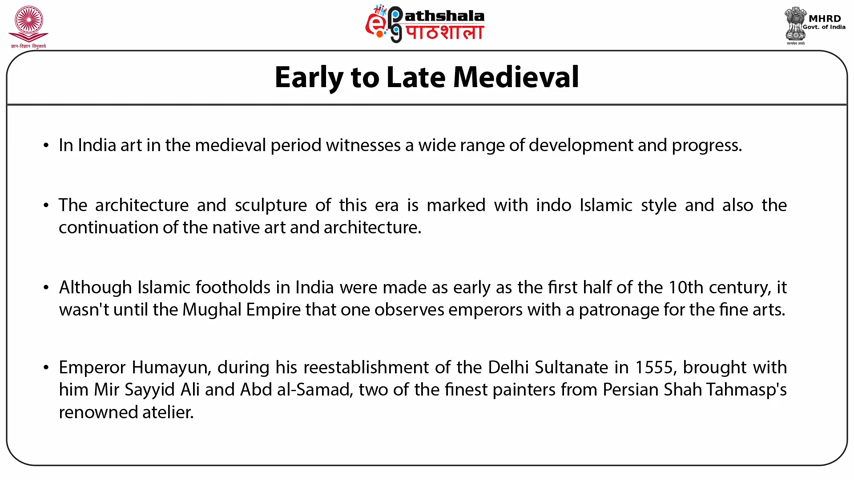 ज्ञान-विज्ञान विमुक्तये
ePathshala
पाठशाला
MHRD
Govt. of India
सत्यमेव जयते
Early to Late Medieval
• In India art in the medieval period witnesses a wide range of development and progress.
• The architecture and sculpture of this era is marked with indo Islamic style and also the
continuation of the native art and architecture.
• Although Islamic footholds in India were made as early as the first half of the 10th century, it
wasn't until the Mughal Empire that one observes emperors with a patronage for the fine arts.
• Emperor Humayun, during his reestablishment of the Delhi Sultanate in 1555, brought with
him Mir Sayyid Ali and Abd al-Samad, two of the finest painters from Persian Shah Tahmasp's
renowned atelier.